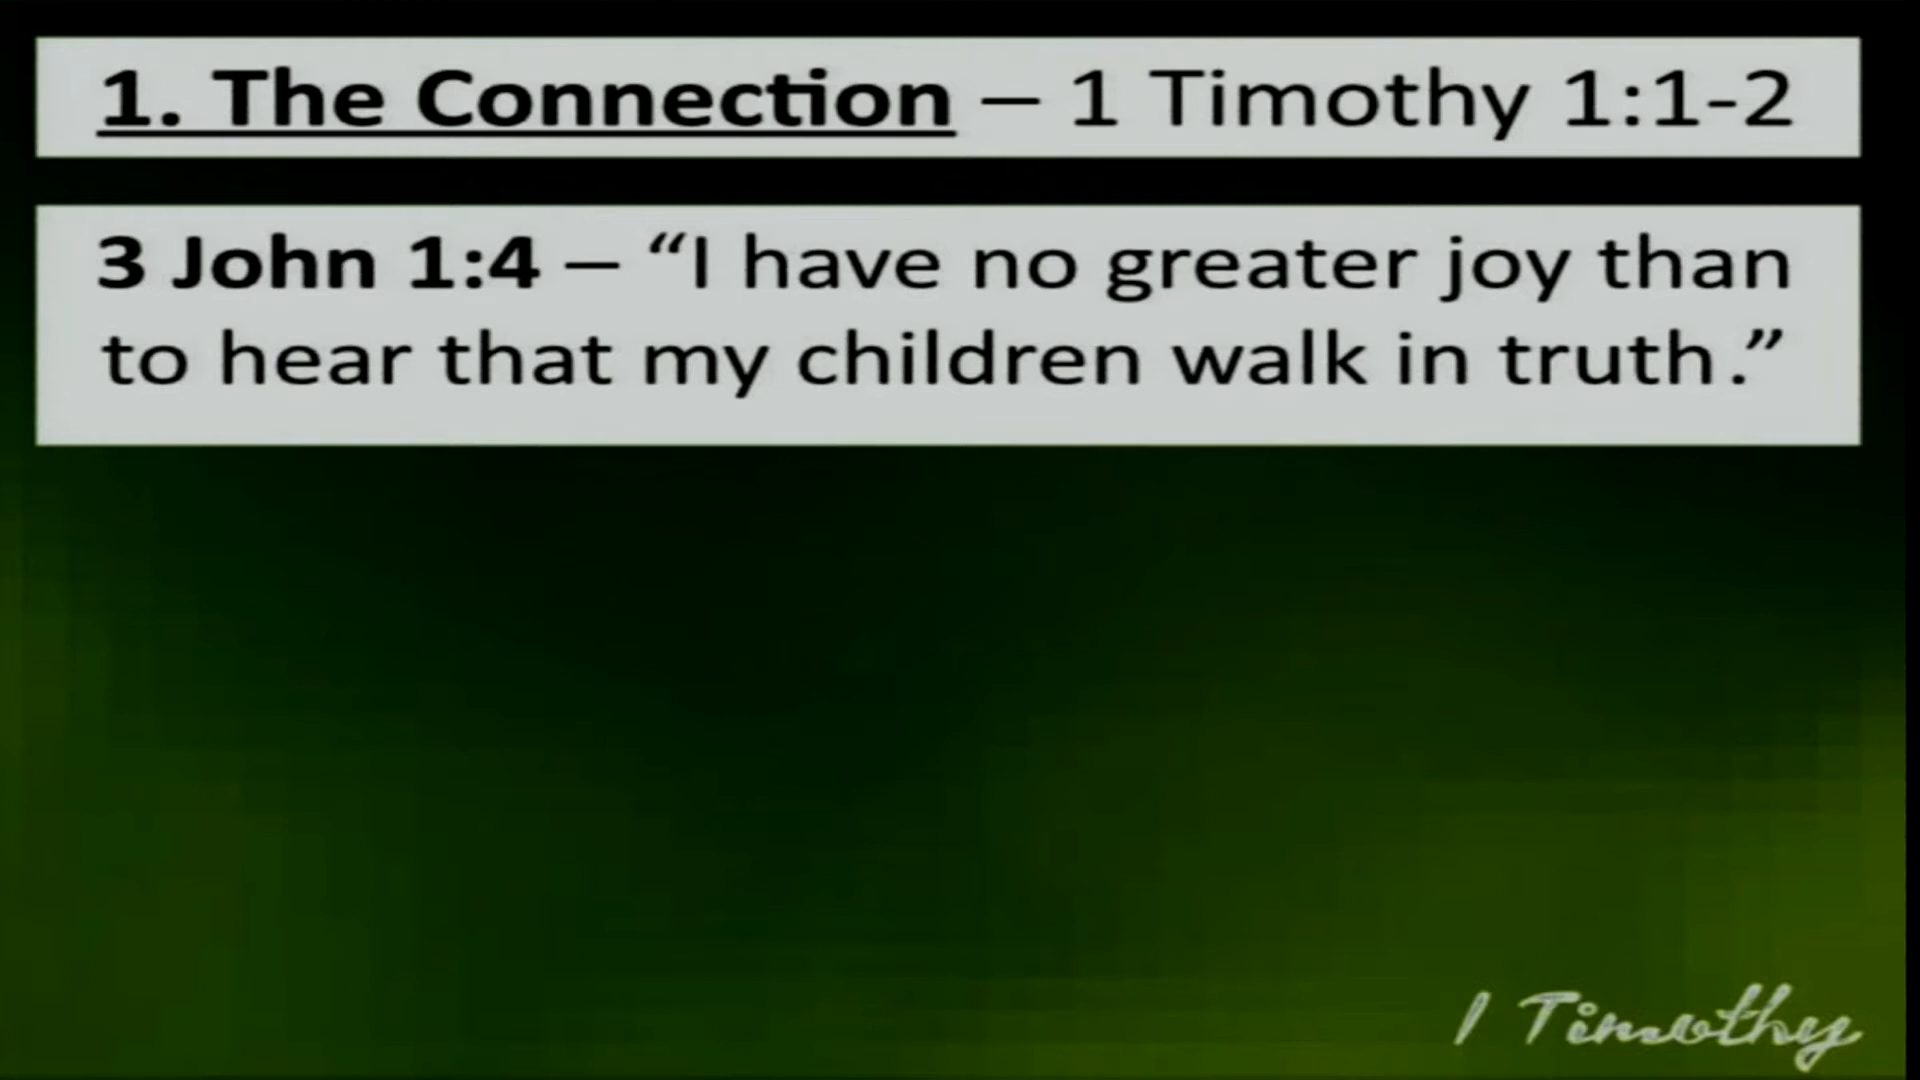 1. The Connection – 1 Timothy 1:1-2
3 John 1:4 – “I have no greater joy than
to hear that my children walk in truth.”
1 Timothy